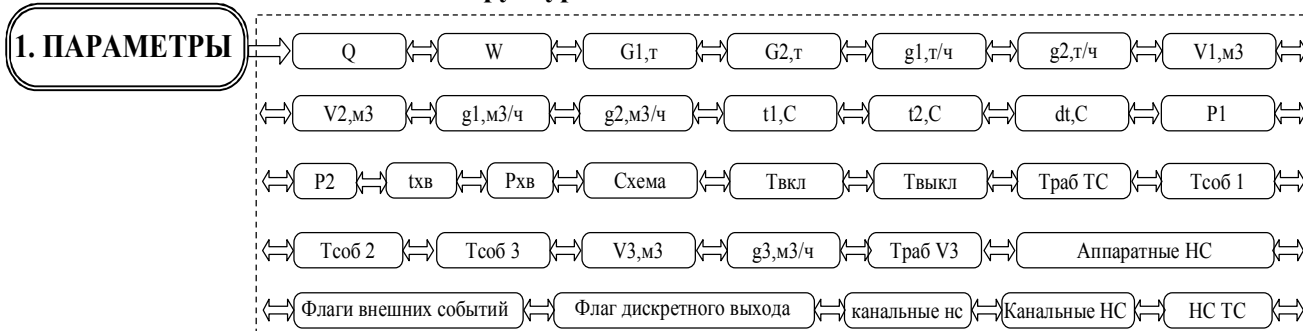 1. ПАРАМЕТРЫ
Q W G1,т G2,т g1,т/ч g2,т/ч V1,м3
V2,м3 g1,м3/ч g2,м3/ч t1,С t2,С dt,С P1
P2 tхв Pхв Схема Твкл Твыкл Траб ТС Тсоб 1
Тсоб 2 Тсоб 3 V3,м3 g3,м3/ч Траб V3 Аппаратные НС
Флаги внешних событий Флаг дискретного выхода канальные нс Канальные НС НС ТС